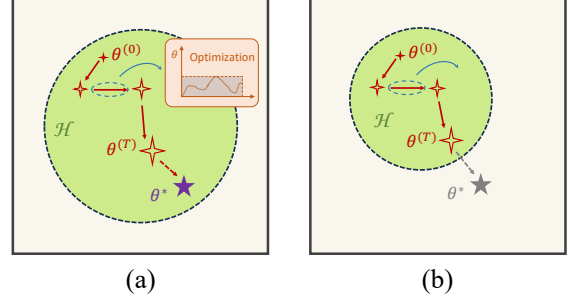 θ^(0)
θ Optimization
ℋ
θ^(T)
θ*
(a)
θ^(0)
ℋ
θ^(T)
θ*
(b)